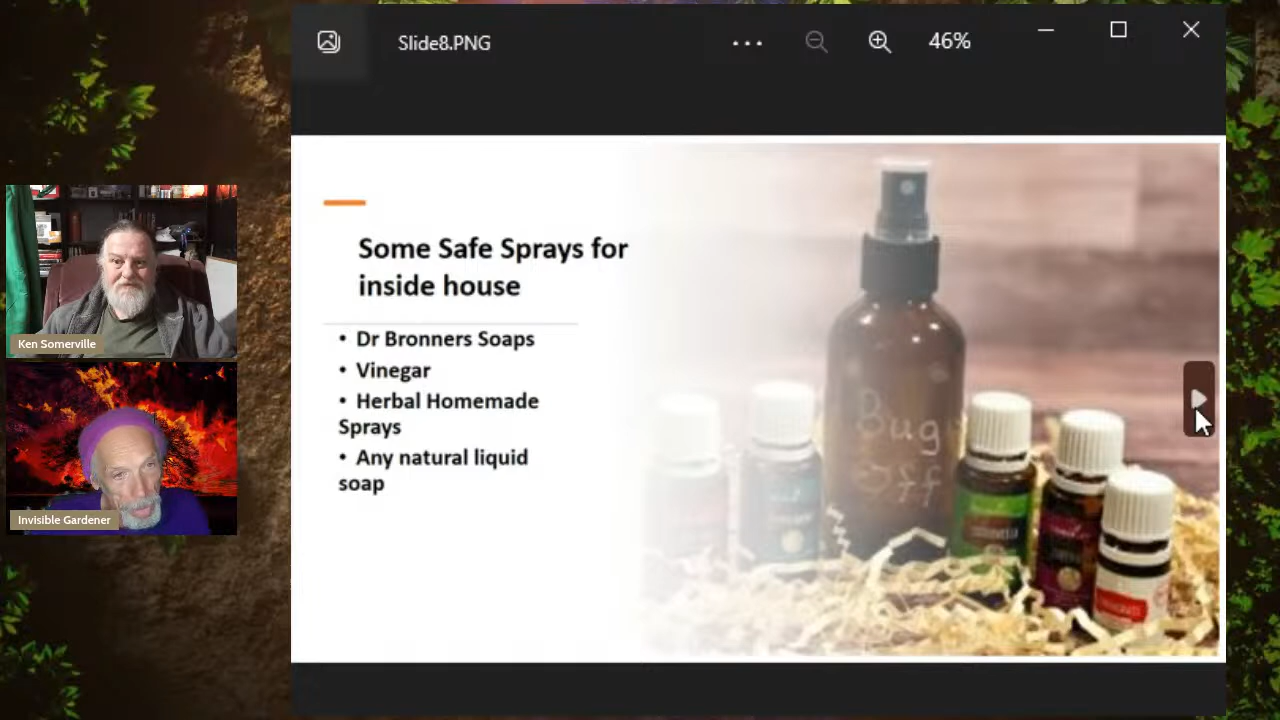 Slide8.PNG
46%
Some Safe Sprays for
inside house
• Dr Bronners Soaps
• Vinegar
• Herbal Homemade
Sprays
• Any natural liquid
soap
Bug
Off
Ken Somerville
Invisible Gardener